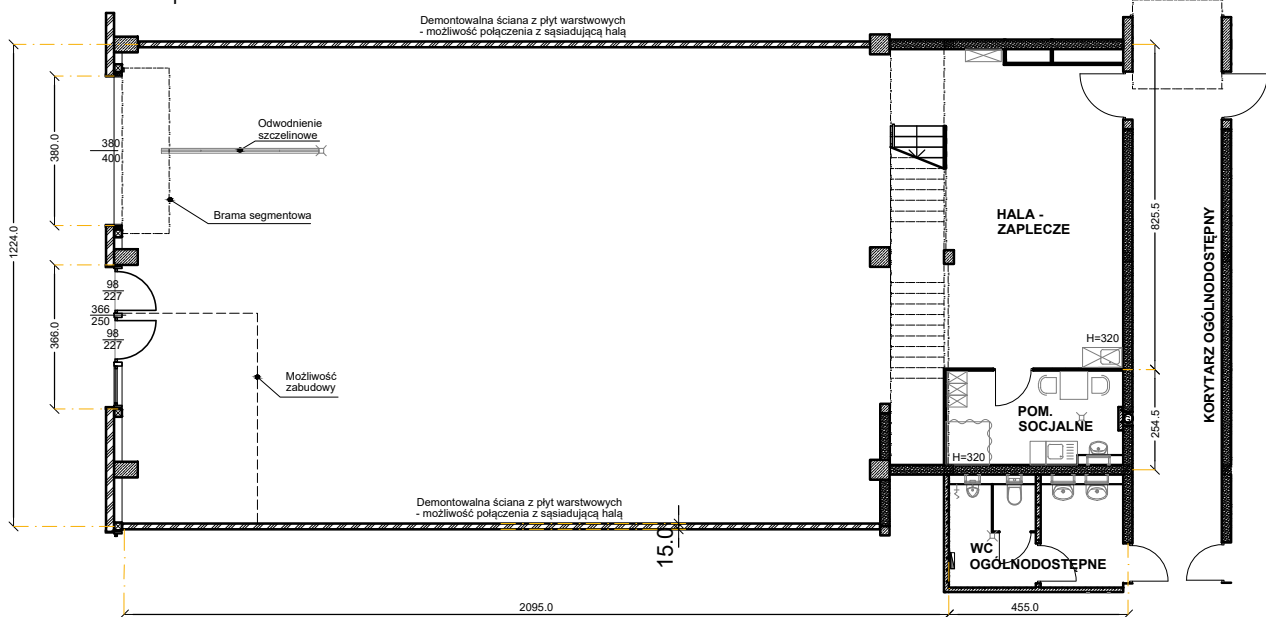 Demontowalna ściana z płyt warstwowych
- możliwość połączenia z sąsiadującą halą
Odwodnienie
szczelinowe
380
400
380.0
1224.0
825.5
Brama segmentowa
HALA -
ZAPLECZE
KORYTARZ OGÓLNODOSTĘPNY
98
227
366
250
98
227
366.0
H=320
Możliwość
zabudowy
POM.
SOCJALNE
254.5
H=320
Demontowalna ściana z płyt warstwowych
- możliwość połączenia z sąsiadującą halą
15.0
WC
OGÓLNODOSTĘPNE
2095.0
455.0